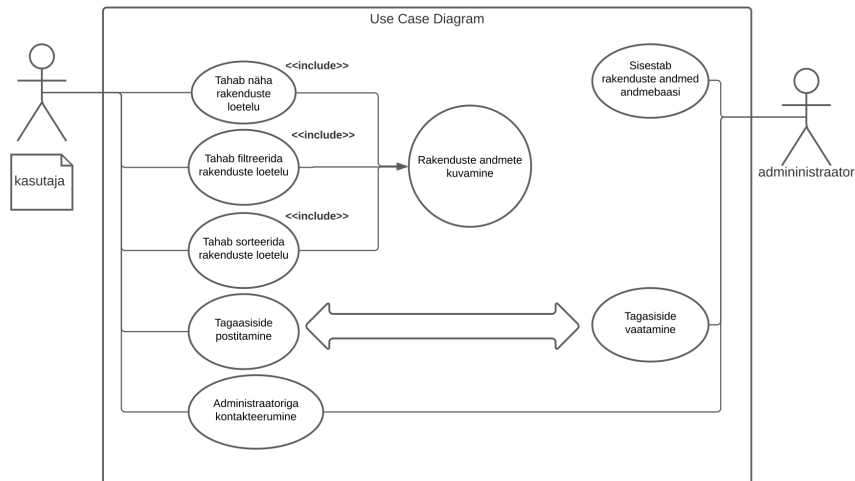 Use Case Diagram
<<include>>
Tahab näha
rakenduste
loetelu
<<include>>
Tahab filtreerida
rakenduste loetelu
<<include>>
Tahab sorteerida
rakenduste loetelu
Rakenduste andmete
kuvamine
Sisestab
rakenduste andmed
andmebaasi
kasutaja
admininistraator
Tagaasiside
postitamine
Tagasiside
vaatamine
Administraatoriga
kontakteerumine